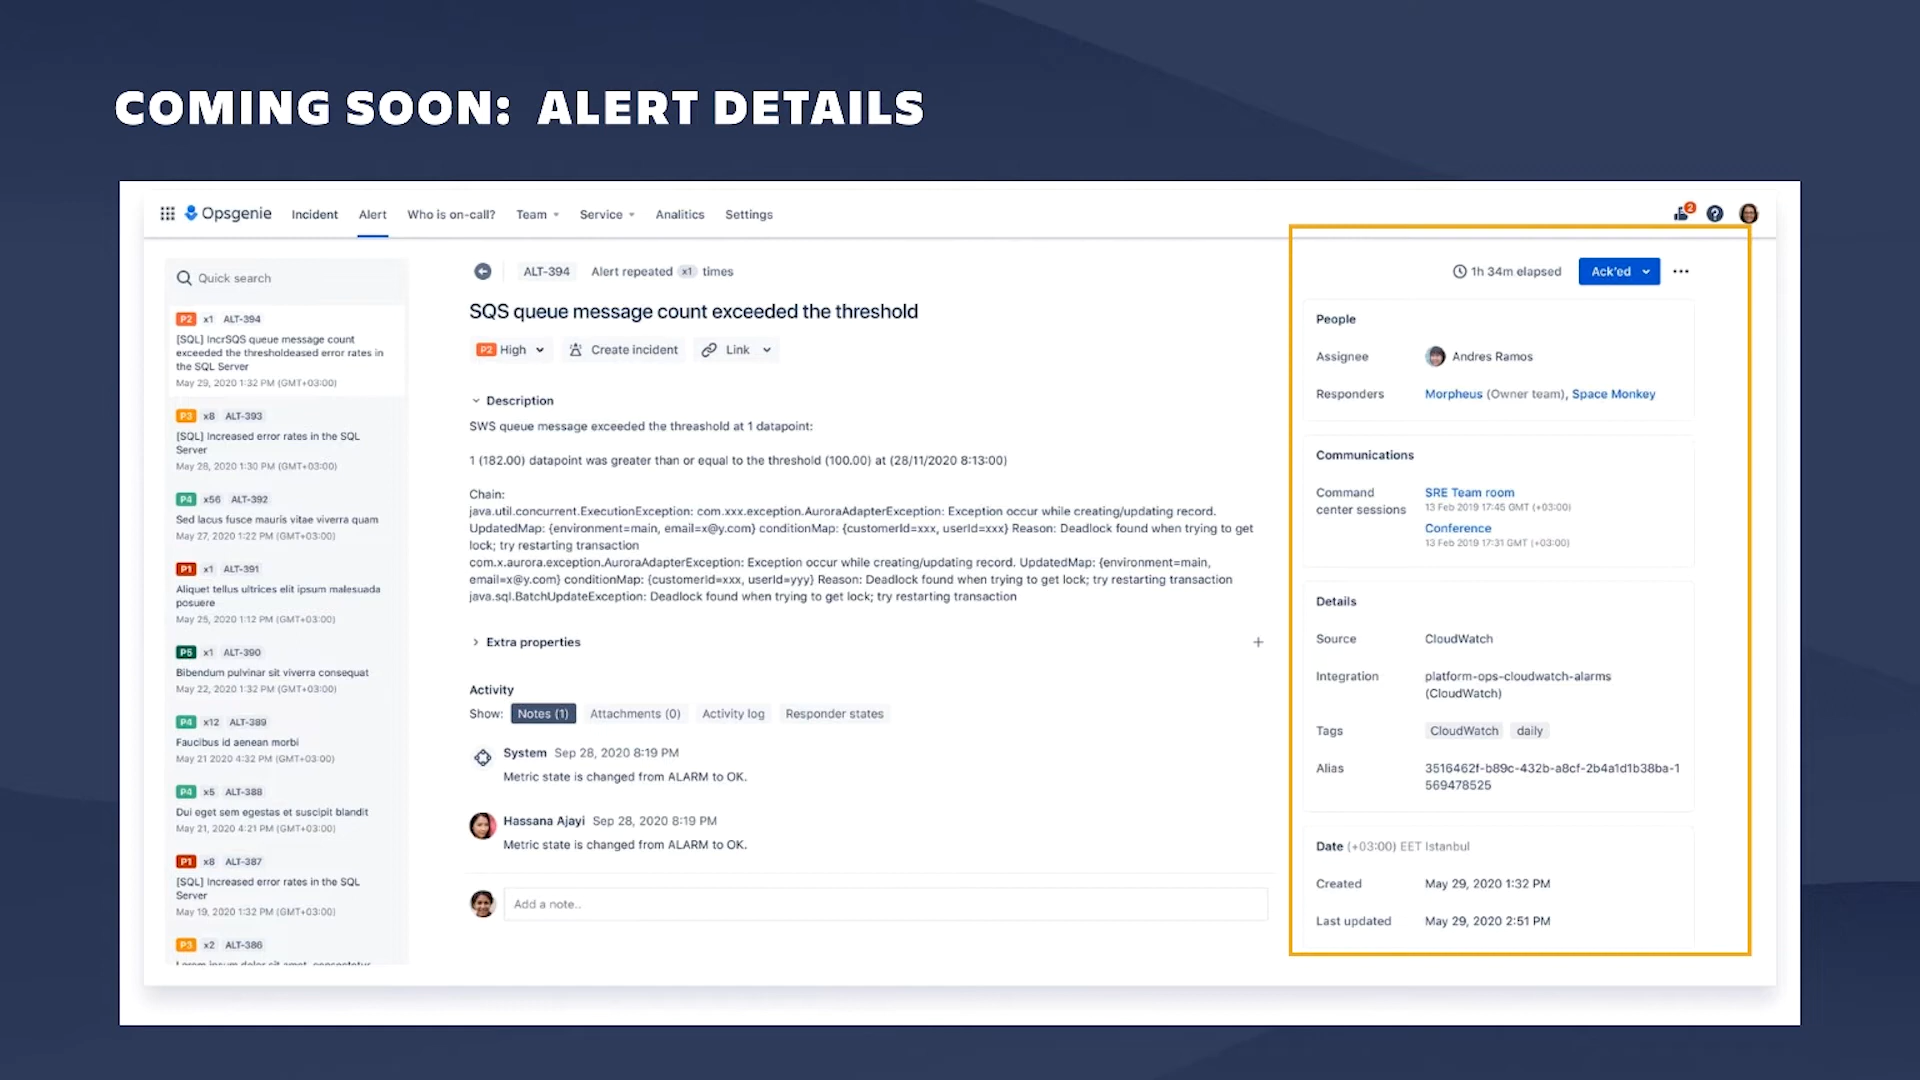 COMING SOON: ALERT DETAILS
Opsgenie Incident Alert Who is on-call? Team Service Analitics Settings
2
Quick search
P2 x1 ALT-394
[SQL] IncrSQS queue message count
exceeded the thresholdeased error rates in
the SQL Server
May 29, 2020 1:32 PM (GMT+03:00)
P3 x8 ALT-393
[SQL] Increased error rates in the SQL
Server
May 28, 2020 1:30 PM (GMT+03:00)
P4 x56 ALT-392
Sed lacus fusce mauris vitae viverra quam
May 27, 2020 1:22 PM (GMT+03:00)
P1 x1 ALT-391
Aliquet tellus ultrices elit ipsum malesuada
posuere
May 25, 2020 1:12 PM (GMT+03:00)
P5 x1 ALT-390
Bibendum pulvinar sit viverra consequat
May 22, 2020 1:32 PM (GMT+03:00)
P4 x12 ALT-389
Faucibus id aenean morbi
May 21 2020 4:32 PM (GMT+03:00)
P4 x5 ALT-388
Dui eget sem egestas et suscipit blandit
May 21, 2020 4:21 PM (GMT+03:00)
P1 x8 ALT-387
[SQL] Increased error rates in the SQL
Server
May 19, 2020 1:32 PM (GMT+03:00)
P3 x2 ALT-386
Lorem ipsum dolor sit amet, consectetur
ALT-394 Alert repeated x1 times
SQS queue message count exceeded the threshold
P2 High Create incident Link
Description
SWS queue message exceeded the threashold at 1 datapoint:
1 (182.00) datapoint was greater than or equal to the threshold (100.00) at (28/11/2020 8:13:00)
Chain:
java.util.concurrent.ExecutionException: com.xxx.exception.AuroraAdapterException: Exception occur while creating/updating record.
UpdatedMap: {environment=main, email=x@y.com} conditionMap: {customerId=xxx, userId=xxx} Reason: Deadlock found when trying to get
lock; try restarting transaction
com.x.aurora.exception.AuroraAdapterException: Exception occur while creating/updating record. UpdatedMap: {environment=main,
email=x@y.com} conditionMap: {customerId=xxx, userId=yyy} Reason: Deadlock found when trying to get lock; try restarting transaction
java.sql.BatchUpdateException: Deadlock found when trying to get lock; try restarting transaction
Extra properties
Activity
Show: Notes (1) Attachments (0) Activity log Responder states
System Sep 28, 2020 8:19 PM
Metric state is changed from ALARM to OK.
Hassana Ajayi Sep 28, 2020 8:19 PM
Metric state is changed from ALARM to OK.
Add a note..
1h 34m elapsed Ack'ed
People
Assignee Andres Ramos
Responders Morpheus (Owner team), Space Monkey
Communications
Command SRE Team room
center sessions 13 Feb 2019 17:45 GMT (+03:00)
Conference
13 Feb 2019 17:31 GMT (+03:00)
Details
Source CloudWatch
Integration platform-ops-cloudwatch-alarms
(CloudWatch)
Tags CloudWatch daily
Alias 3516462f-b89c-432b-a8cf-2b4a1d1b38ba-1
569478525
Date (+03:00) EET Istanbul
Created May 29, 2020 1:32 PM
Last updated May 29, 2020 2:51 PM